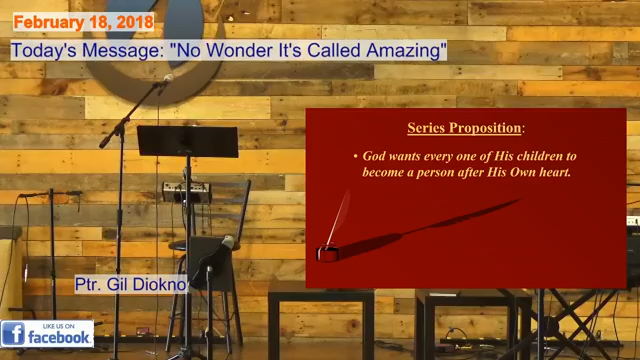 February 18, 2018
Today's Message: "No Wonder It's Called Amazing"
Series Proposition:
• God wants every one of His children to
become a person after His Own heart.
Ptr. Gil Diokno
LIKE US ON
facebook